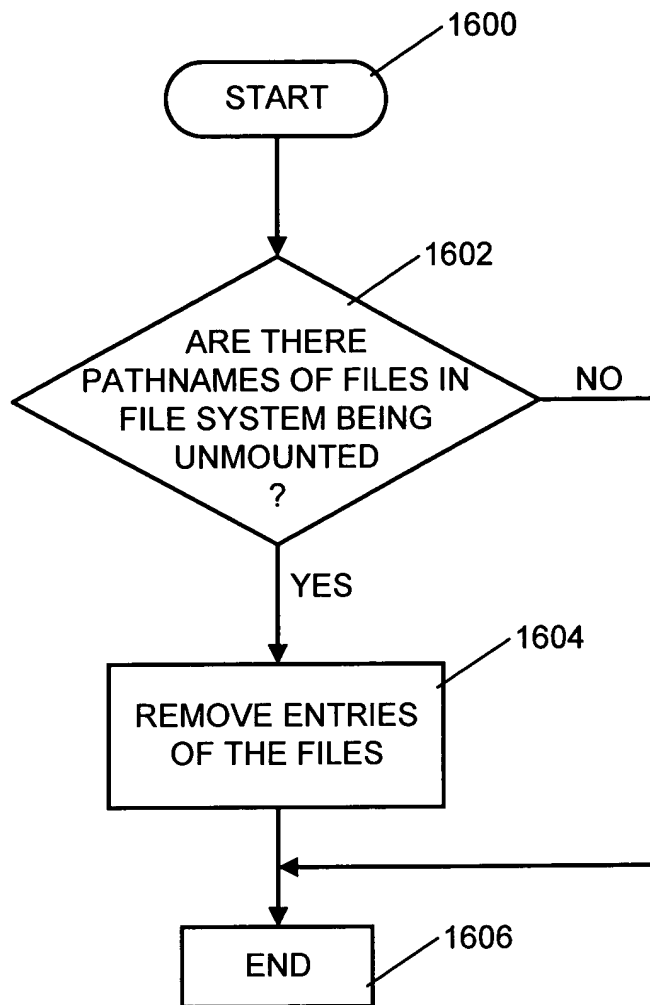 1600
START
1602
ARE THERE
PATHNAMES OF FILES IN
FILE SYSTEM BEING
UNMOUNTED
?
NO
YES
1604
REMOVE ENTRIES
OF THE FILES
1606
END